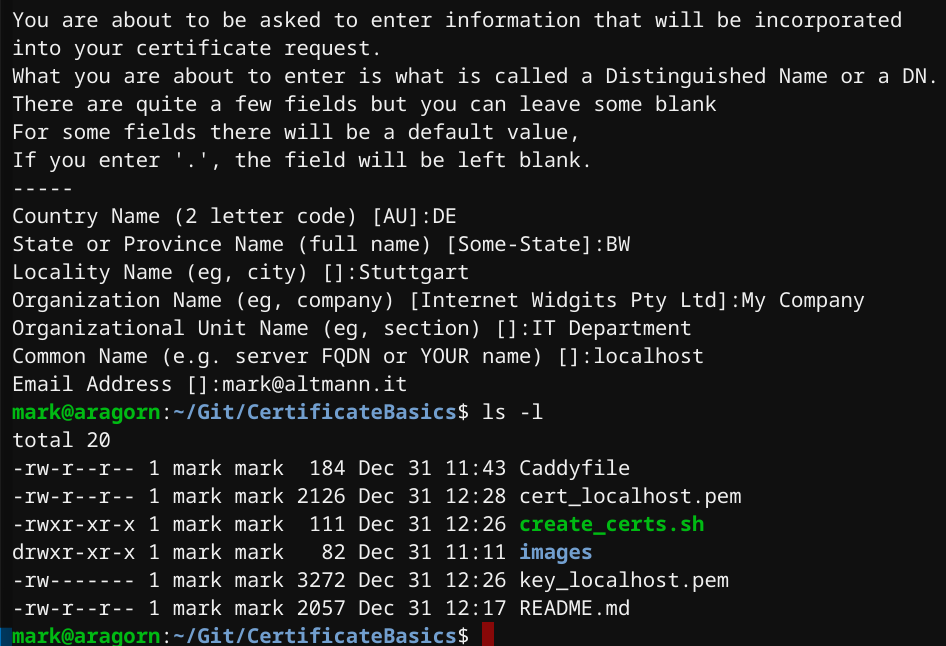 You are about to be asked to enter information that will be incorporated
into your certificate request.
What you are about to enter is what is called a Distinguished Name or a DN.
There are quite a few fields but you can leave some blank
For some fields there will be a default value,
If you enter '.', the field will be left blank.
-----
Country Name (2 letter code) [AU]:DE
State or Province Name (full name) [Some-State]:BW
Locality Name (eg, city) []:Stuttgart
Organization Name (eg, company) [Internet Widgits Pty Ltd]:My Company
Organizational Unit Name (eg, section) []:IT Department
Common Name (e.g. server FQDN or YOUR name) []:localhost
Email Address []:mark@altmann.it
mark@aragorn:~/Git/CertificateBasics$ ls -l
total 20
-rw-r--r-- 1 mark mark  184 Dec 31 11:43 Caddyfile
-rw-r--r-- 1 mark mark 2126 Dec 31 12:28 cert_localhost.pem
-rwxr-xr-x 1 mark mark  111 Dec 31 12:26 create_certs.sh
drwxr-xr-x 1 mark mark   82 Dec 31 11:11 images
-rw------- 1 mark mark 3272 Dec 31 12:26 key_localhost.pem
-rw-r--r-- 1 mark mark 2057 Dec 31 12:17 README.md
mark@aragorn:~/Git/CertificateBasics$